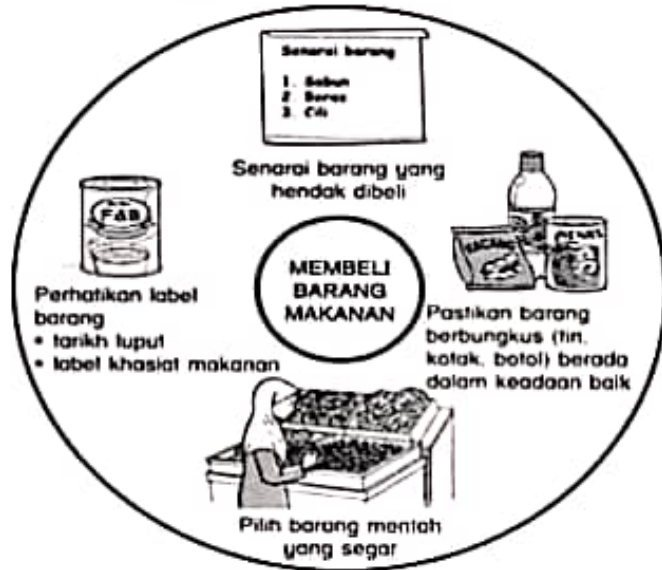 Senarai barang
1. Sabun
2. Beras
3. Cili
Senarai barang yang
hendak dibeli
FAB
Perhatikan label
barang
• tarikh luput
• label khasiat makanan
MEMBELI
BARANG
MAKANAN
KACANG
Pastikan barang
berbungkus (tin,
kotak, botol) berada
dalam keadaan baik
Pilih barang mentah
yang segar